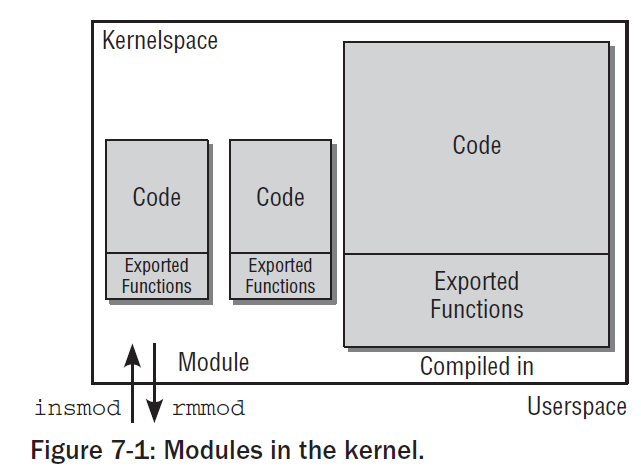 Kernelspace
Code
Code
Code
Exported
Functions
Exported
Functions
Exported
Functions
Module
Compiled in
insmod
rmmod
Userspace
Figure 7-1: Modules in the kernel.